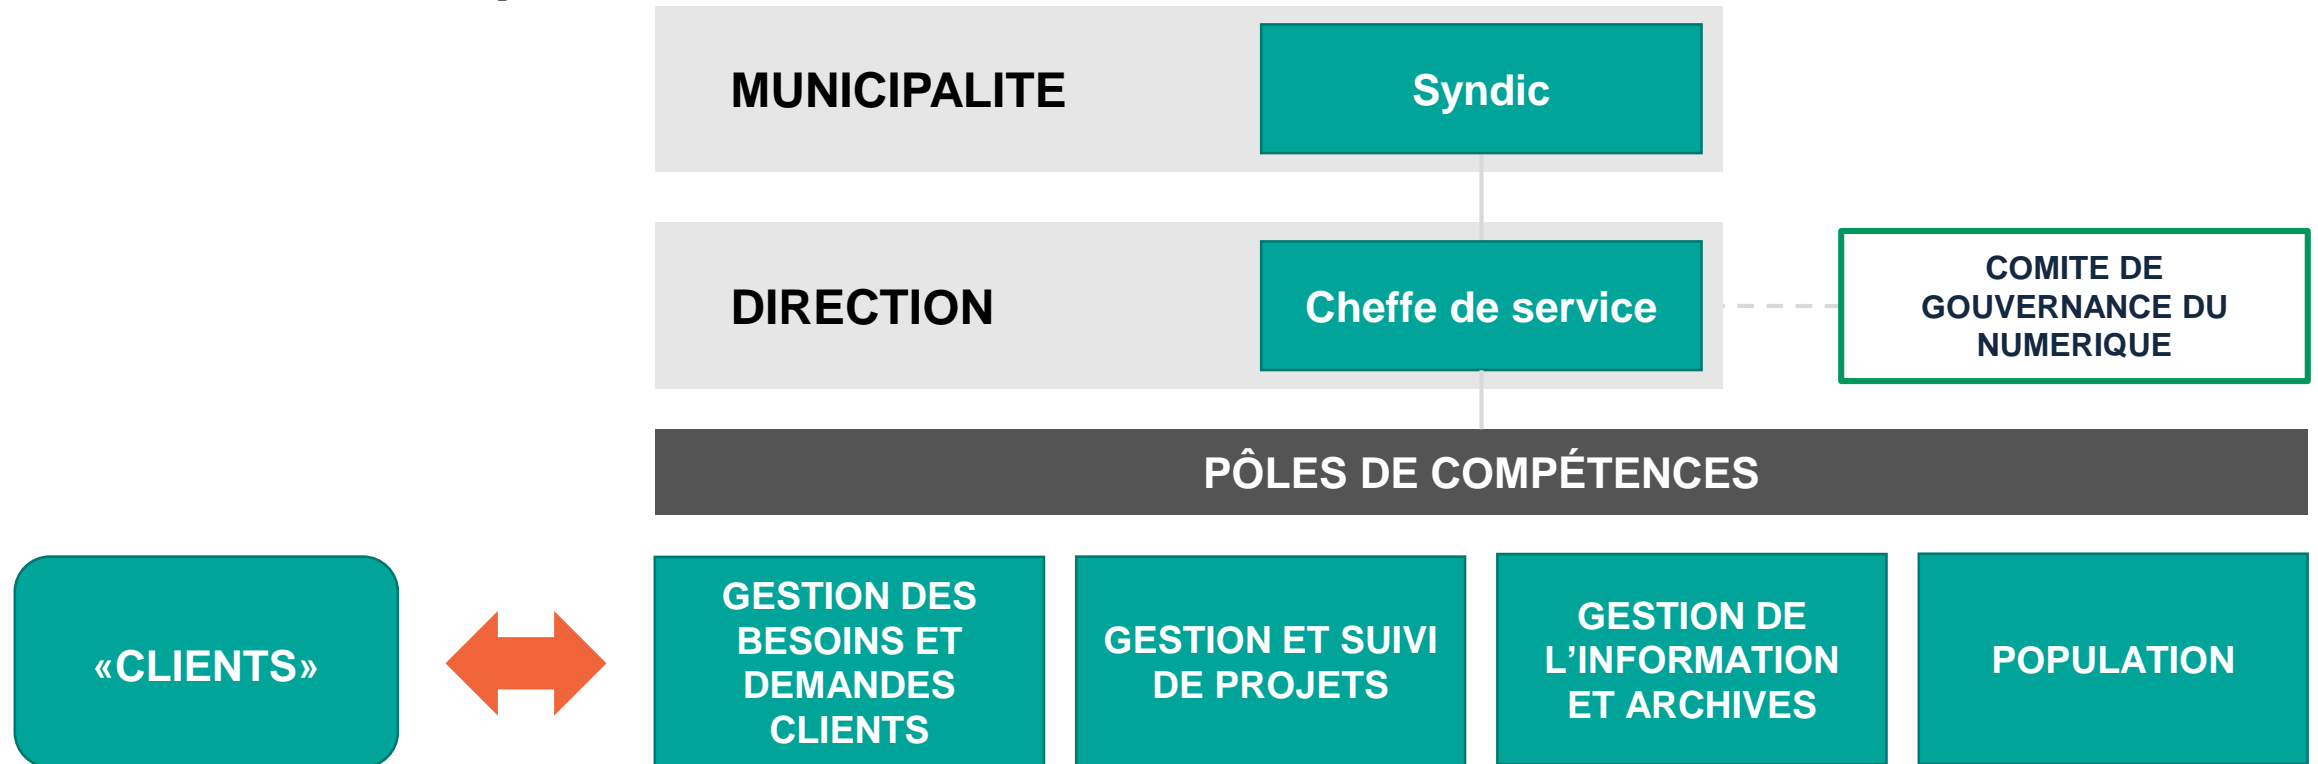 MUNICIPALITE
Syndic
DIRECTION
Cheffe de service
COMITE DE
GOUVERNANCE DU
NUMERIQUE
PÔLES DE COMPÉTENCES
«CLIENTS»
GESTION DES
BESOINS ET
DEMANDES
CLIENTS
GESTION ET SUIVI
DE PROJETS
GESTION DE
L’INFORMATION
ET ARCHIVES
POPULATION